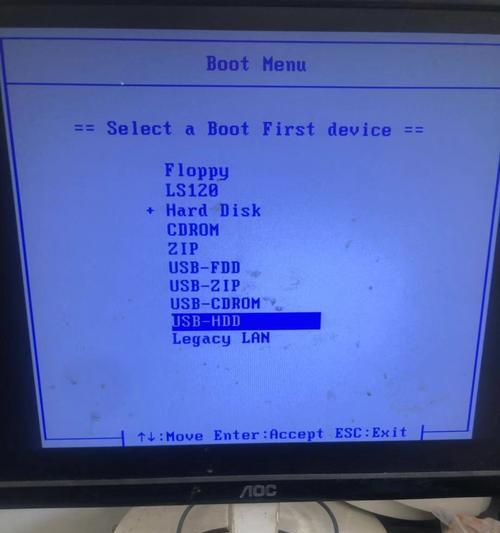 Boot Menu
== Select a Boot First device ==
Floppy
LS120
+ Hard Disk
CDROM
ZIP
USB-FDD
USB-ZIP
USB-CDROM
USB-HDD
Legacy LAN
↑↓:Move Enter:Accept ESC:Exit
AOC